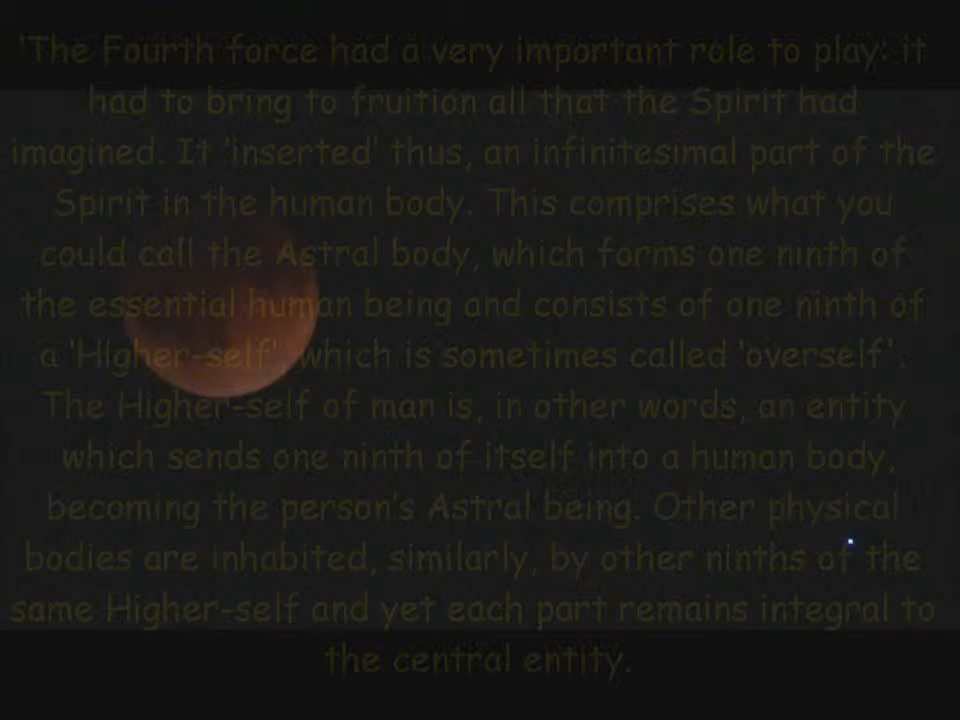 'The Fourth force had a very important role to play: it
had to bring to fruition all that the Spirit had
imagined. It 'inserted' thus, an infinitesimal part of the
Spirit in the human body. This comprises what you
could call the Astral body, which forms one ninth of
the essential human being and consists of one ninth of
a 'Higher-self', which is sometimes called 'overself'.
The Higher-self of man is, in other words, an entity
which sends one ninth of itself into a human body,
becoming the person's Astral being. Other physical
bodies are inhabited, similarly, by other ninths of the
same Higher-self and yet each part remains integral to
the central entity.